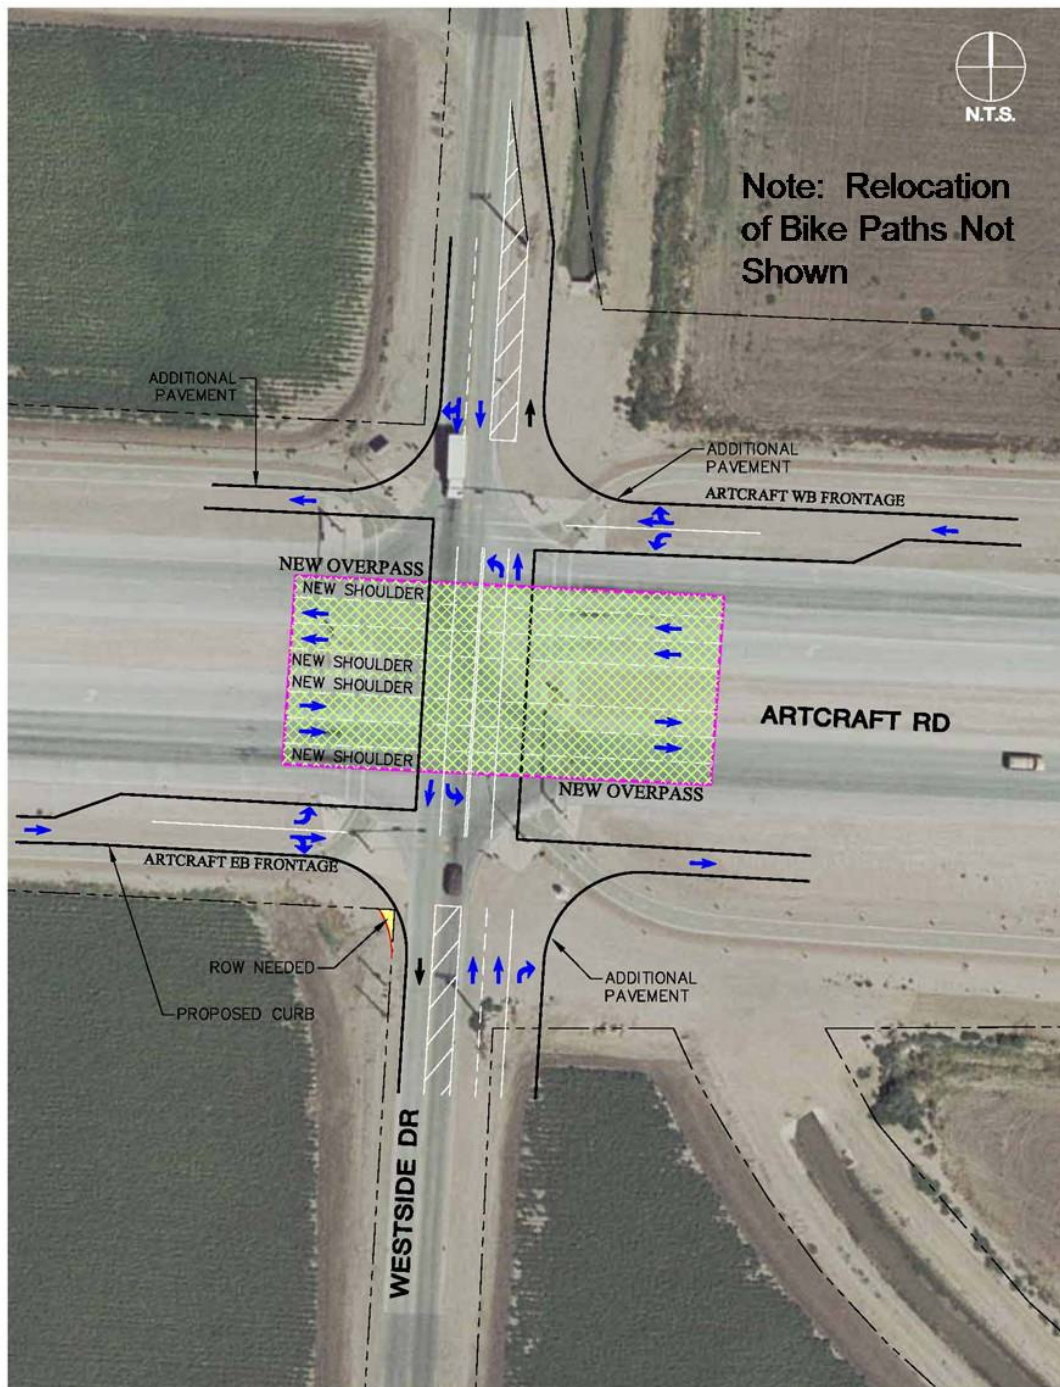 N.T.S.
Note: Relocation
of Bike Paths Not
Shown
ADDITIONAL
PAVEMENT
ADDITIONAL
PAVEMENT
ARTCRAFT WB FRONTAGE
NEW OVERPASS
NEW SHOULDER
NEW SHOULDER
NEW SHOULDER
NEW SHOULDER
ARTCRAFT RD
NEW OVERPASS
ARTCRAFT EB FRONTAGE
ROW NEEDED
PROPOSED CURB
ADDITIONAL
PAVEMENT
WESTSIDE DR